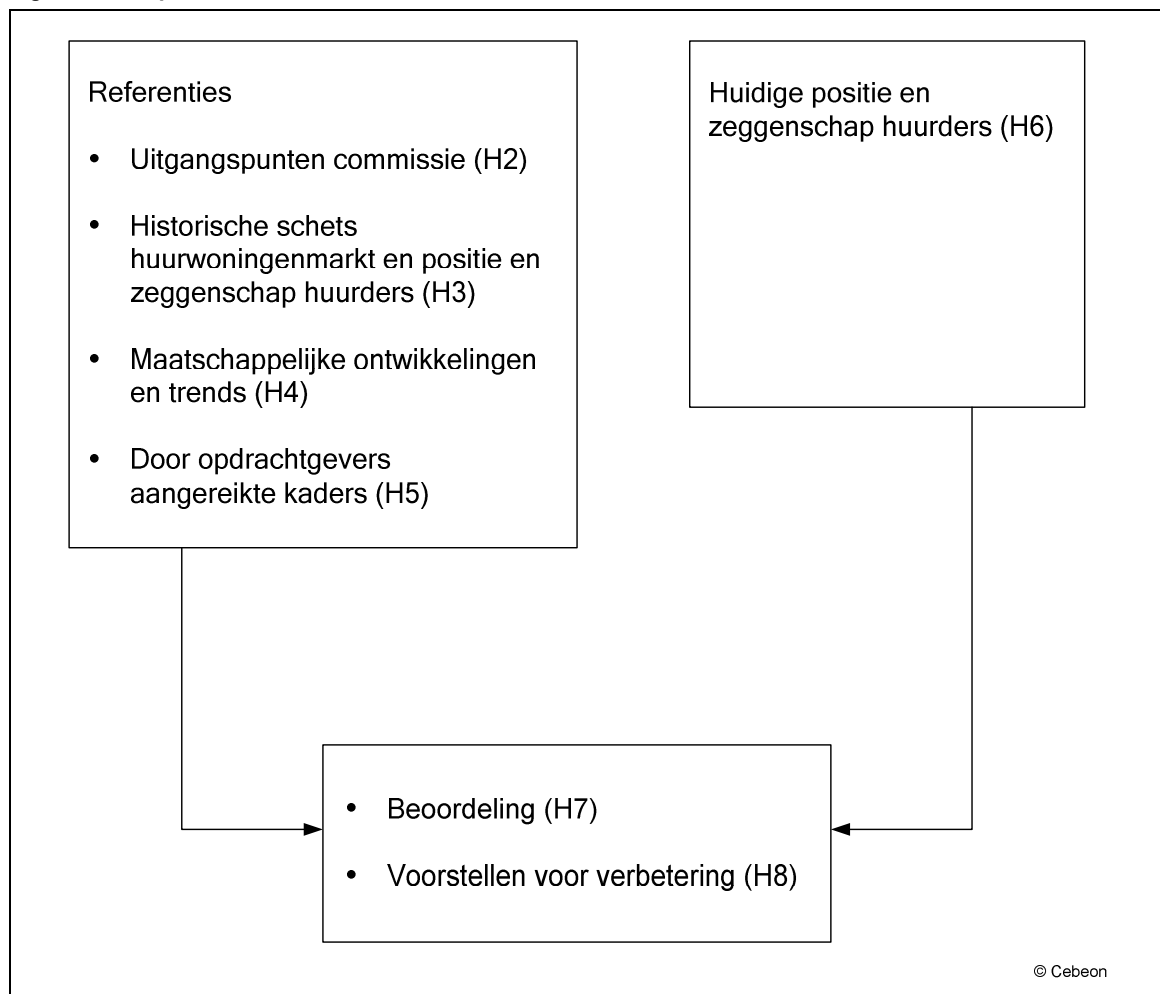 Referenties
• Uitgangspunten commissie (H2)
• Historische schets
huurwoningenmarkt en positie en
zeggenschap huurders (H3)
• Maatschappelijke ontwikkelingen
en trends (H4)
• Door opdrachtgevers
aangereikte kaders (H5)
Huidige positie en
zeggenschap huurders (H6)
• Beoordeling (H7)
• Voorstellen voor verbetering (H8)
© Cebeon